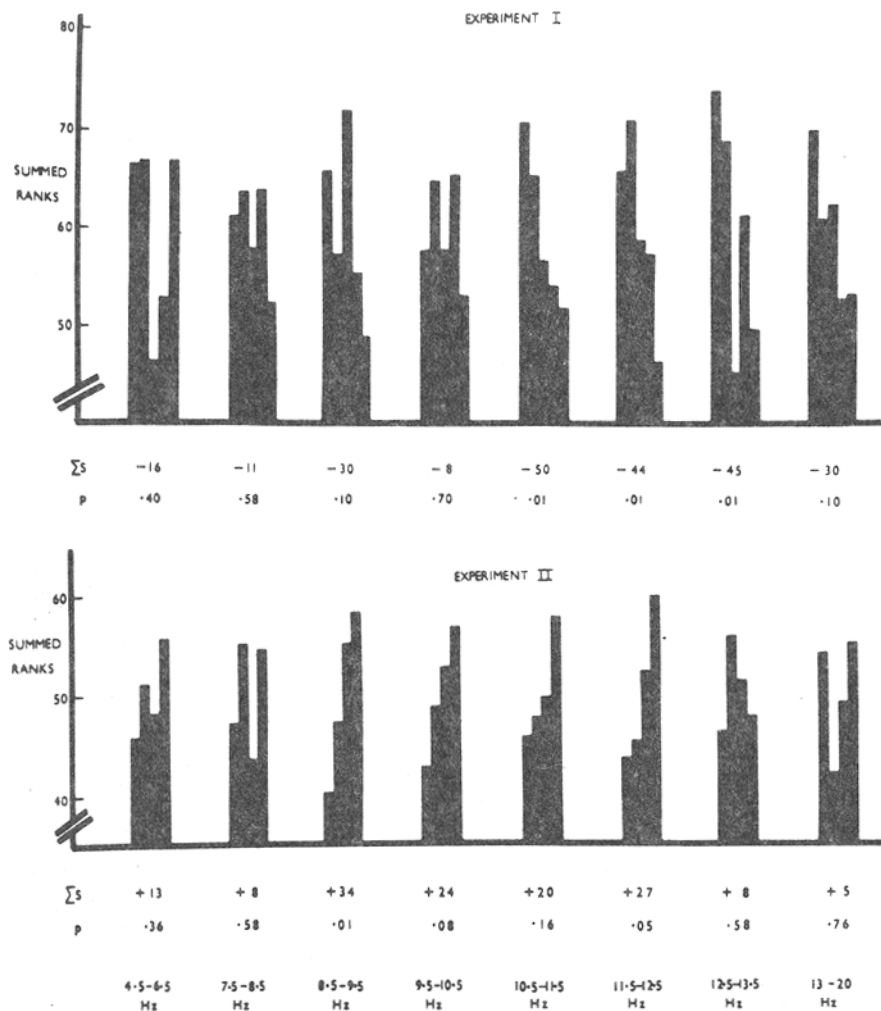 EXPERIMENT I
80
70
SUMMED
RANKS
60
50
ΣS -16 -11 -30 -8 -50 -44 -45 -30
p ·40 ·58 ·10 ·70 ·01 ·01 ·01 ·10
EXPERIMENT II
60
SUMMED
RANKS
50
40
ΣS +13 +8 +34 +24 +20 +27 +8 +5
p ·36 ·58 ·01 ·08 ·16 ·05 ·58 ·76
4·5-6·5 7·5-8·5 8·5-9·5 9·5-10·5 10·5-11·5 11·5-12·5 12·5-13·5 13-20
Hz Hz Hz Hz Hz Hz Hz Hz